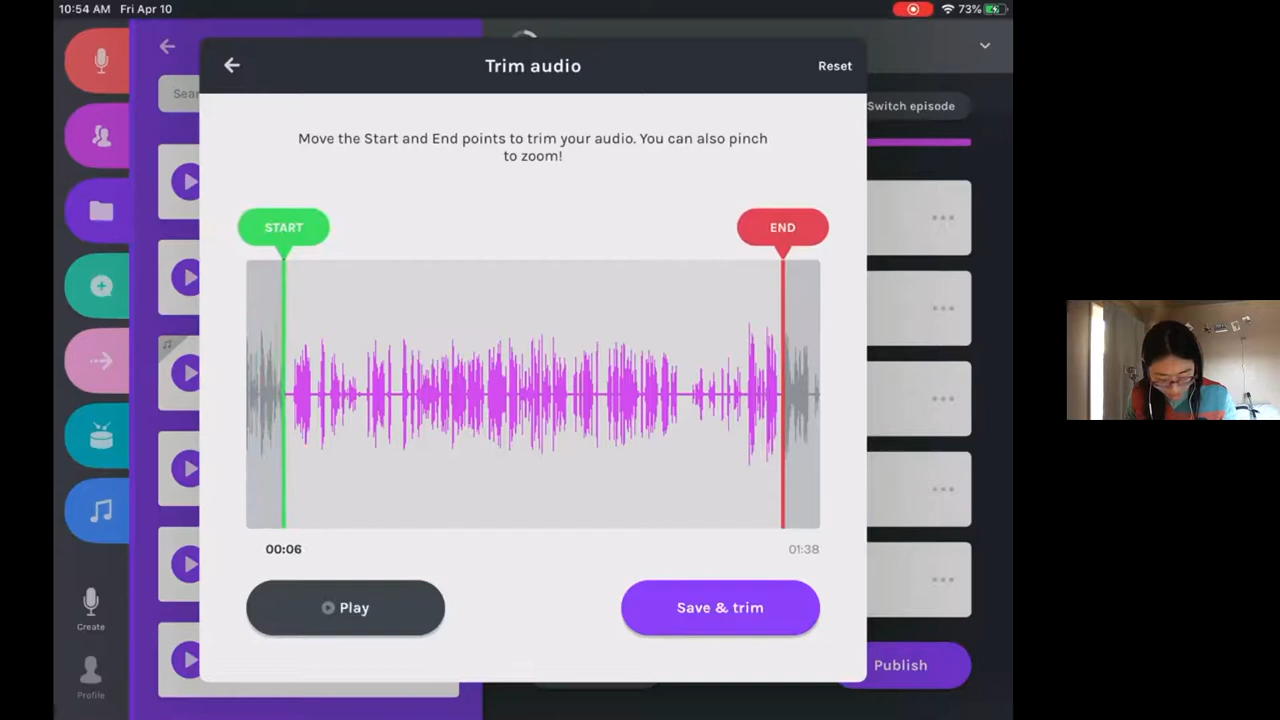 10:54 AM Fri Apr 10
73%
Trim audio
Reset
Sear
Switch episode
Move the Start and End points to trim your audio. You can also pinch
to zoom!
START
END
00:06
01:38
Play
Save & trim
Create
Profile
Publish